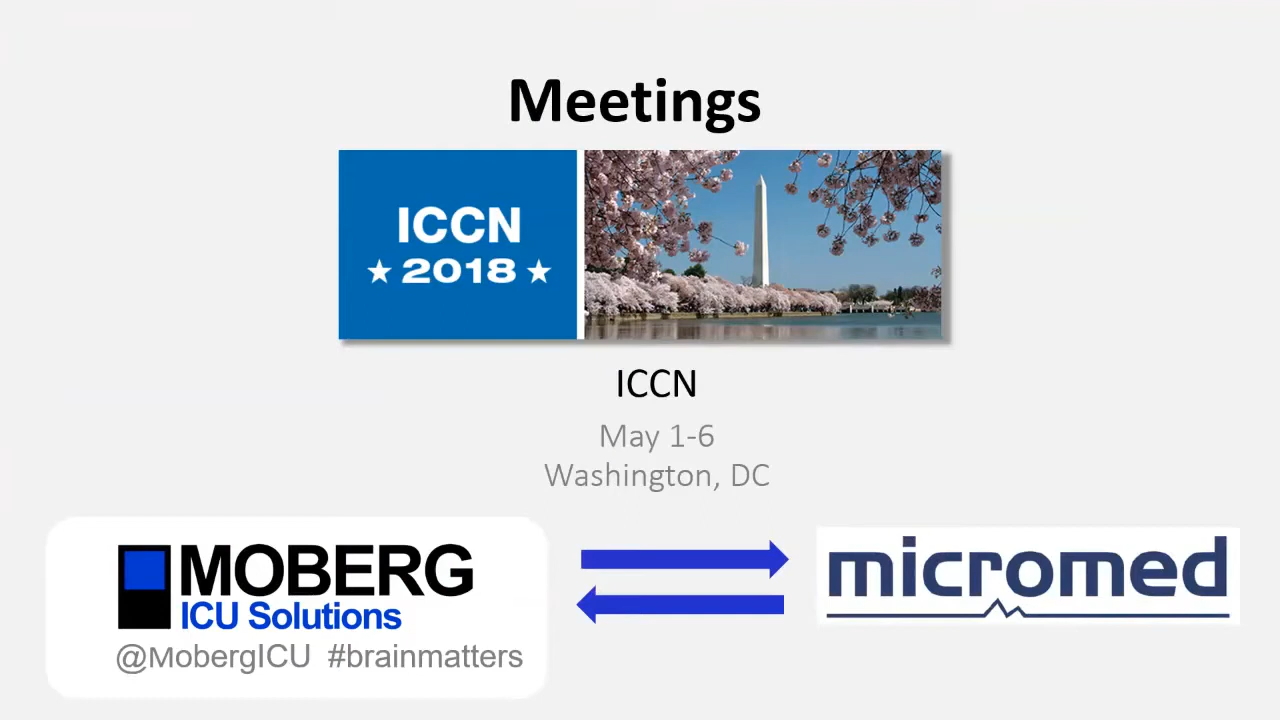 Meetings
ICCN
★ 2018 ★
ICCN
May 1-6
Washington, DC
MOBERG
ICU Solutions
@MobergICU #brainmatters
micromed